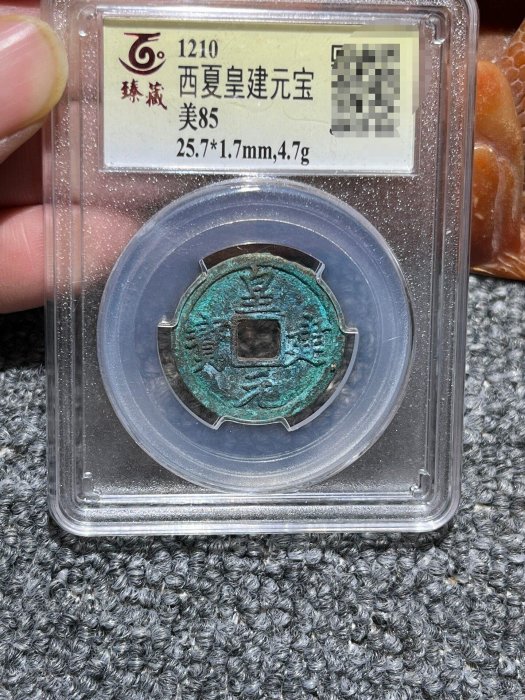 臻藏
1210
西夏皇建元宝
美85
25.7*1.7mm,4.7g
皇
寶 建
元